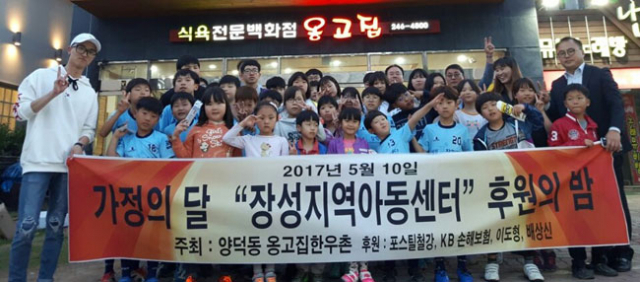 식육전문백화점 옹고집 246-4800
2017년 5월 10일
가정의 달 “장성지역아동센터” 후원의 밤
주최 : 양덕동 옹고집한우촌 후원 : 포스틸철강, KB 손해보험, 이도형, 배상신